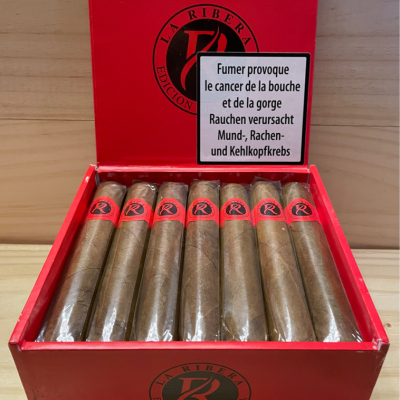 LA RIBERA
EDICION
Fumer provoque
le cancer de la bouche
et de la gorge
Rauchen verursacht
Mund-, Rachen-
und Kehlkopfkrebs
R
R
R
R
R
R
R
LA RIBERA